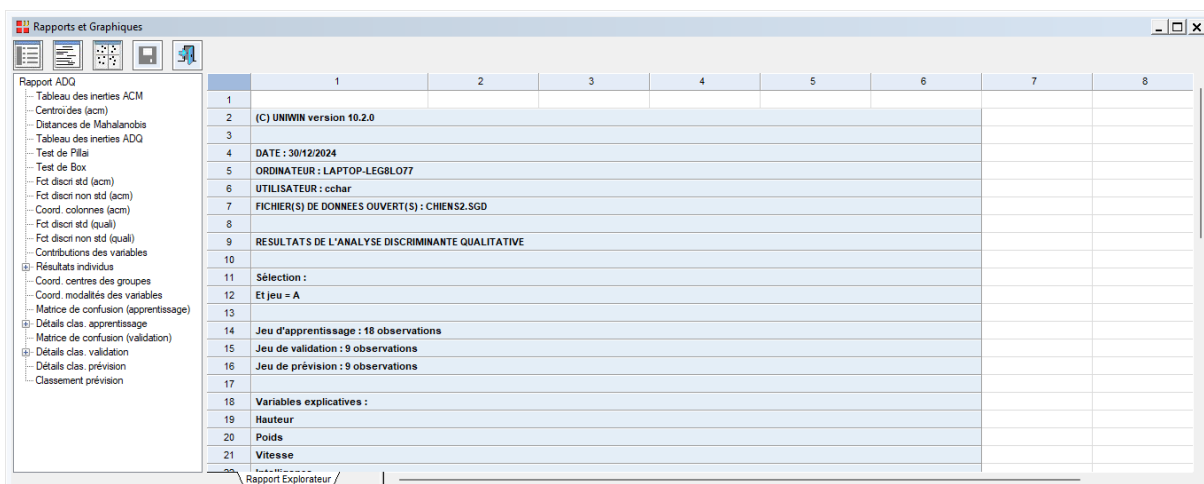 Rapports et Graphiques
Rapport ADQ
Tableau des inerties ACM
Centroïdes (acm)
Distances de Mahalanobis
Tableau des inerties ADQ
Test de Pillai
Test de Box
Fct discri std (acm)
Fct discri non std (acm)
Coord. colonnes (acm)
Fct discri std (quali)
Fct discri non std (quali)
Contributions des variables
Résultats individus
Coord. centres des groupes
Coord. modalités des variables
Matrice de confusion (apprentissage)
Détails clas. apprentissage
Matrice de confusion (validation)
Détails clas. validation
Détails clas. prévision
Classement prévision
1 2 3 4 5 6 7 8
1
2 (C) UNIWIN version 10.2.0
3
4 DATE : 30/12/2024
5 ORDINATEUR : LAPTOP-LEG8LO77
6 UTILISATEUR : cchar
7 FICHIER(S) DE DONNEES OUVERT(S) : CHIENS2.SGD
8
9 RESULTATS DE L'ANALYSE DISCRIMINANTE QUALITATIVE
10
11 Sélection :
12 Et jeu = A
13
14 Jeu d'apprentissage : 18 observations
15 Jeu de validation : 9 observations
16 Jeu de prévision : 9 observations
17
18 Variables explicatives :
19 Hauteur
20 Poids
21 Vitesse
22 Intelligence
Rapport Explorateur